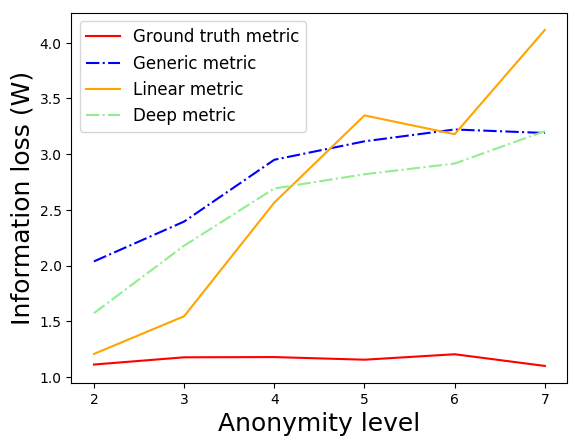 Ground truth metric
Generic metric
Linear metric
Deep metric
4.0
3.5
3.0
2.5
2.0
1.5
1.0
Information loss (W)
2 3 4 5 6 7
Anonymity level